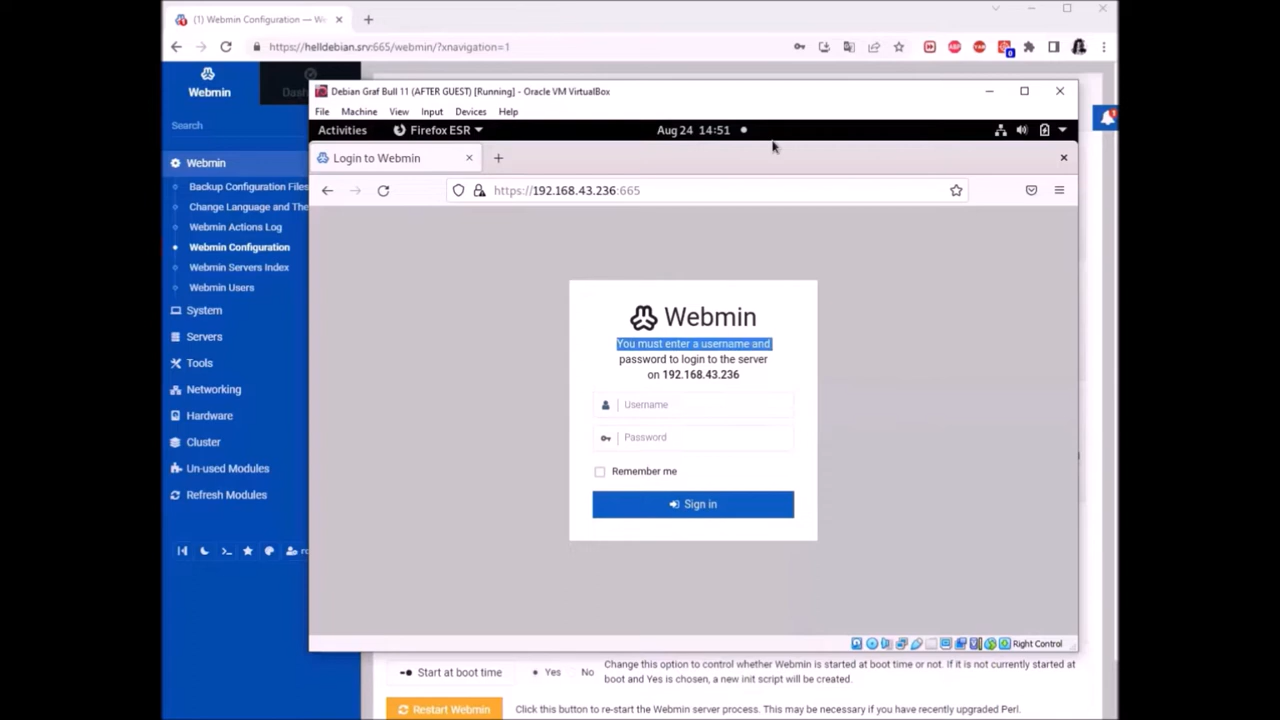 (1) Webmin Configuration — We
https://helldebian.srv:665/webmin/?xnavigation=1
0
Webmin
Dash
Search
Webmin
Backup Configuration Files
Change Language and The
Webmin Actions Log
Webmin Configuration
Webmin Servers Index
Webmin Users
System
Servers
Tools
Networking
Hardware
Cluster
Un-used Modules
Refresh Modules
ro
Debian Graf Bull 11 (AFTER GUEST) [Running] - Oracle VM VirtualBox
File Machine View Input Devices Help
Activities Firefox ESR Aug 24 14:51
Login to Webmin
https://192.168.43.236:665
Webmin
You must enter a username and
password to login to the server
on 192.168.43.236
Username
Password
Remember me
Sign in
Right Control
Start at boot time Yes No Change this option to control whether Webmin is started at boot time or not. If it is not currently started at
boot and Yes is chosen, a new init script will be created.
Restart Webmin Click this button to re-start the Webmin server process. This may be necessary if you have recently upgraded Perl.